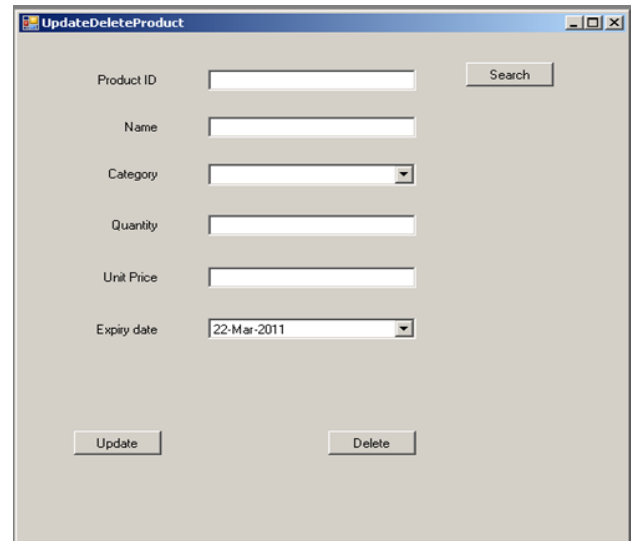 UpdateDeleteProduct
Product ID
Search
Name
Category
Quantity
Unit Price
Expiry date
22-Mar-2011
Update
Delete